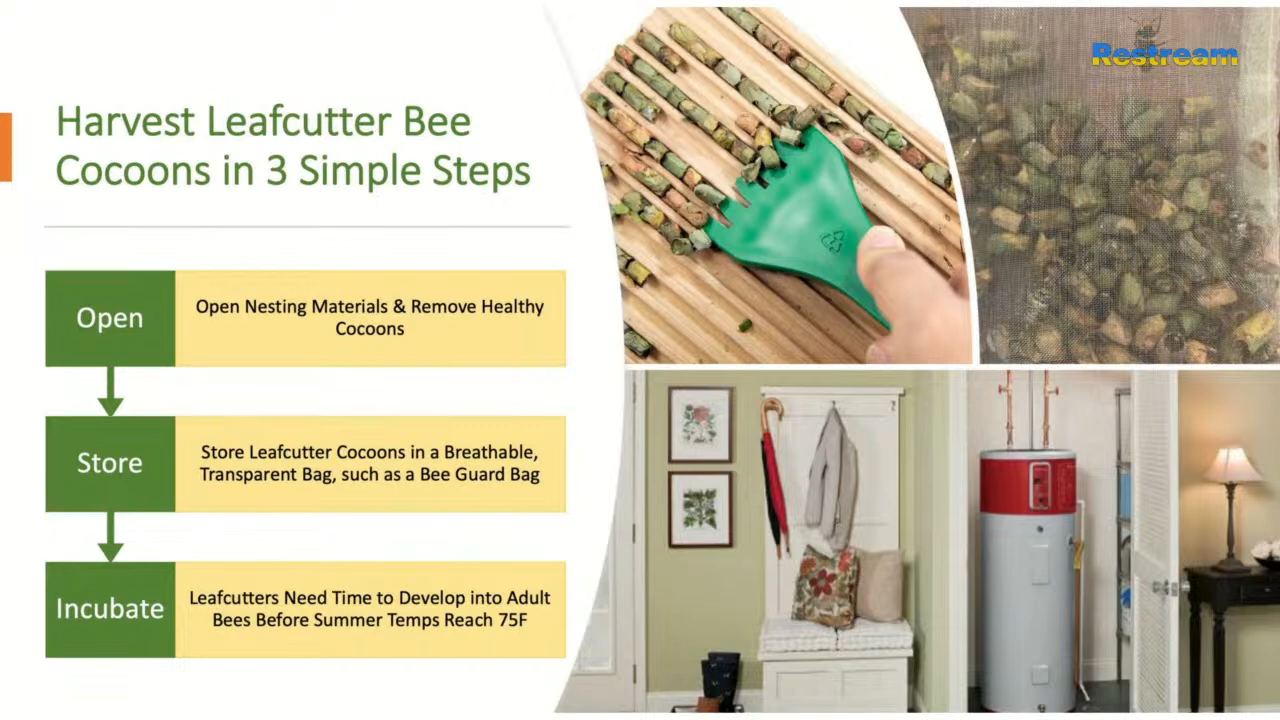 Restream
Harvest Leafcutter Bee
Cocoons in 3 Simple Steps
Open
Open Nesting Materials & Remove Healthy
Cocoons
Store
Store Leafcutter Cocoons in a Breathable,
Transparent Bag, such as a Bee Guard Bag
Incubate
Leafcutters Need Time to Develop into Adult
Bees Before Summer Temps Reach 75F